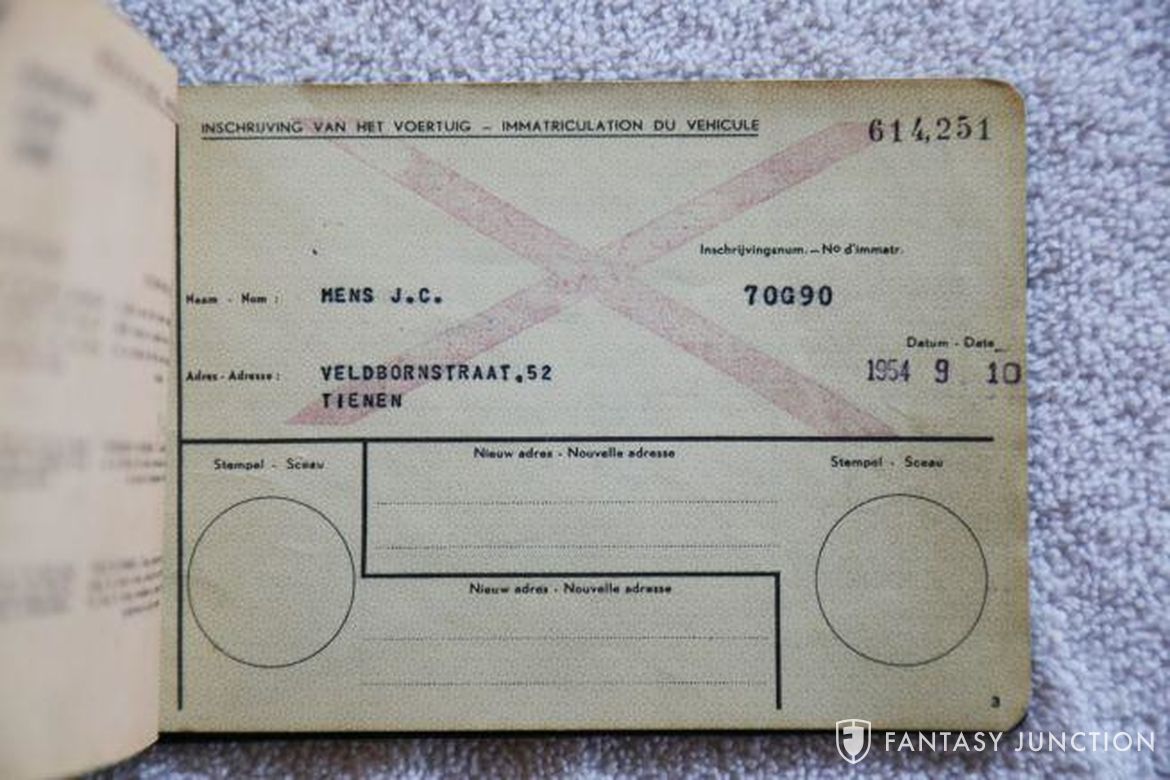 INSCHRIJVING VAN HET VOERTUIG – IMMATRICULATION DU VEHICULE
614,251
Inschrijvingsnum. – No d'immatr.
Naam - Nom : MENS J.C. 70G90
Datum - Date
1954 9 10
Adres - Adresse : VELDBORNSTRAAT.52
TIENEN
Stempel - Sceau
Nieuw adres - Nouvelle adresse
Stempel - Sceau
Nieuw adres - Nouvelle adresse
3
FANTASY JUNCTION